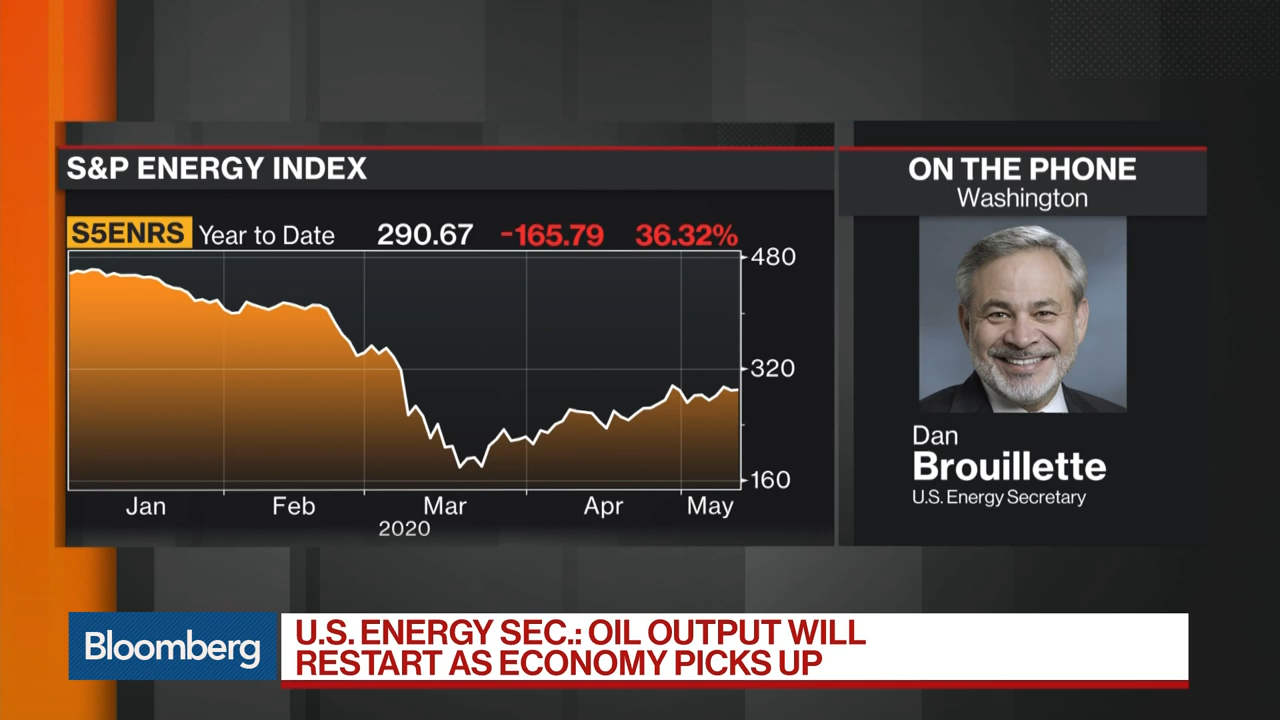 S&P ENERGY INDEX
S5ENRS Year to Date 290.67 -165.79 36.32%
480
320
160
Jan Feb Mar Apr May
2020
ON THE PHONE
Washington
Dan
Brouillette
U.S. Energy Secretary
Bloomberg
U.S. ENERGY SEC.: OIL OUTPUT WILL
RESTART AS ECONOMY PICKS UP